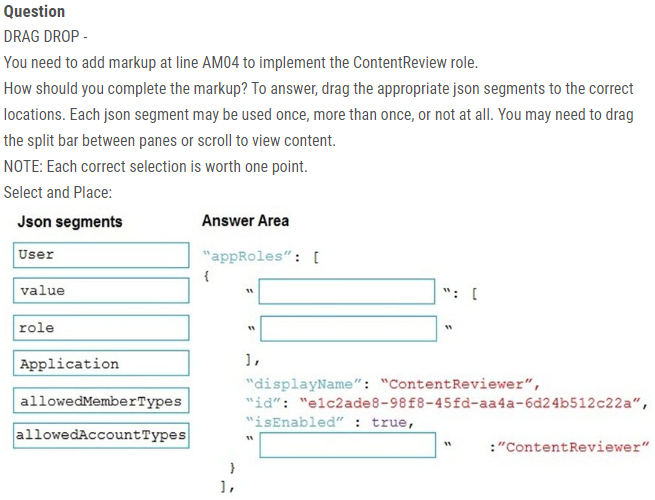 Question
DRAG DROP -
You need to add markup at line AM04 to implement the ContentReview role.
How should you complete the markup? To answer, drag the appropriate json segments to the correct
locations. Each json segment may be used once, more than once, or not at all. You may need to drag
the split bar between panes or scroll to view content.
NOTE: Each correct selection is worth one point.
Select and Place:
Json segments
User
value
role
Application
allowedMemberTypes
allowedAccountTypes
Answer Area
"appRoles": [
{
" ": [
" "
],
"displayName": "ContentReviewer",
"id": "e1c2ade8-98f8-45fd-aa4a-6d24b512c22a",
"isEnabled" : true,
" " :"ContentReviewer"
}
],